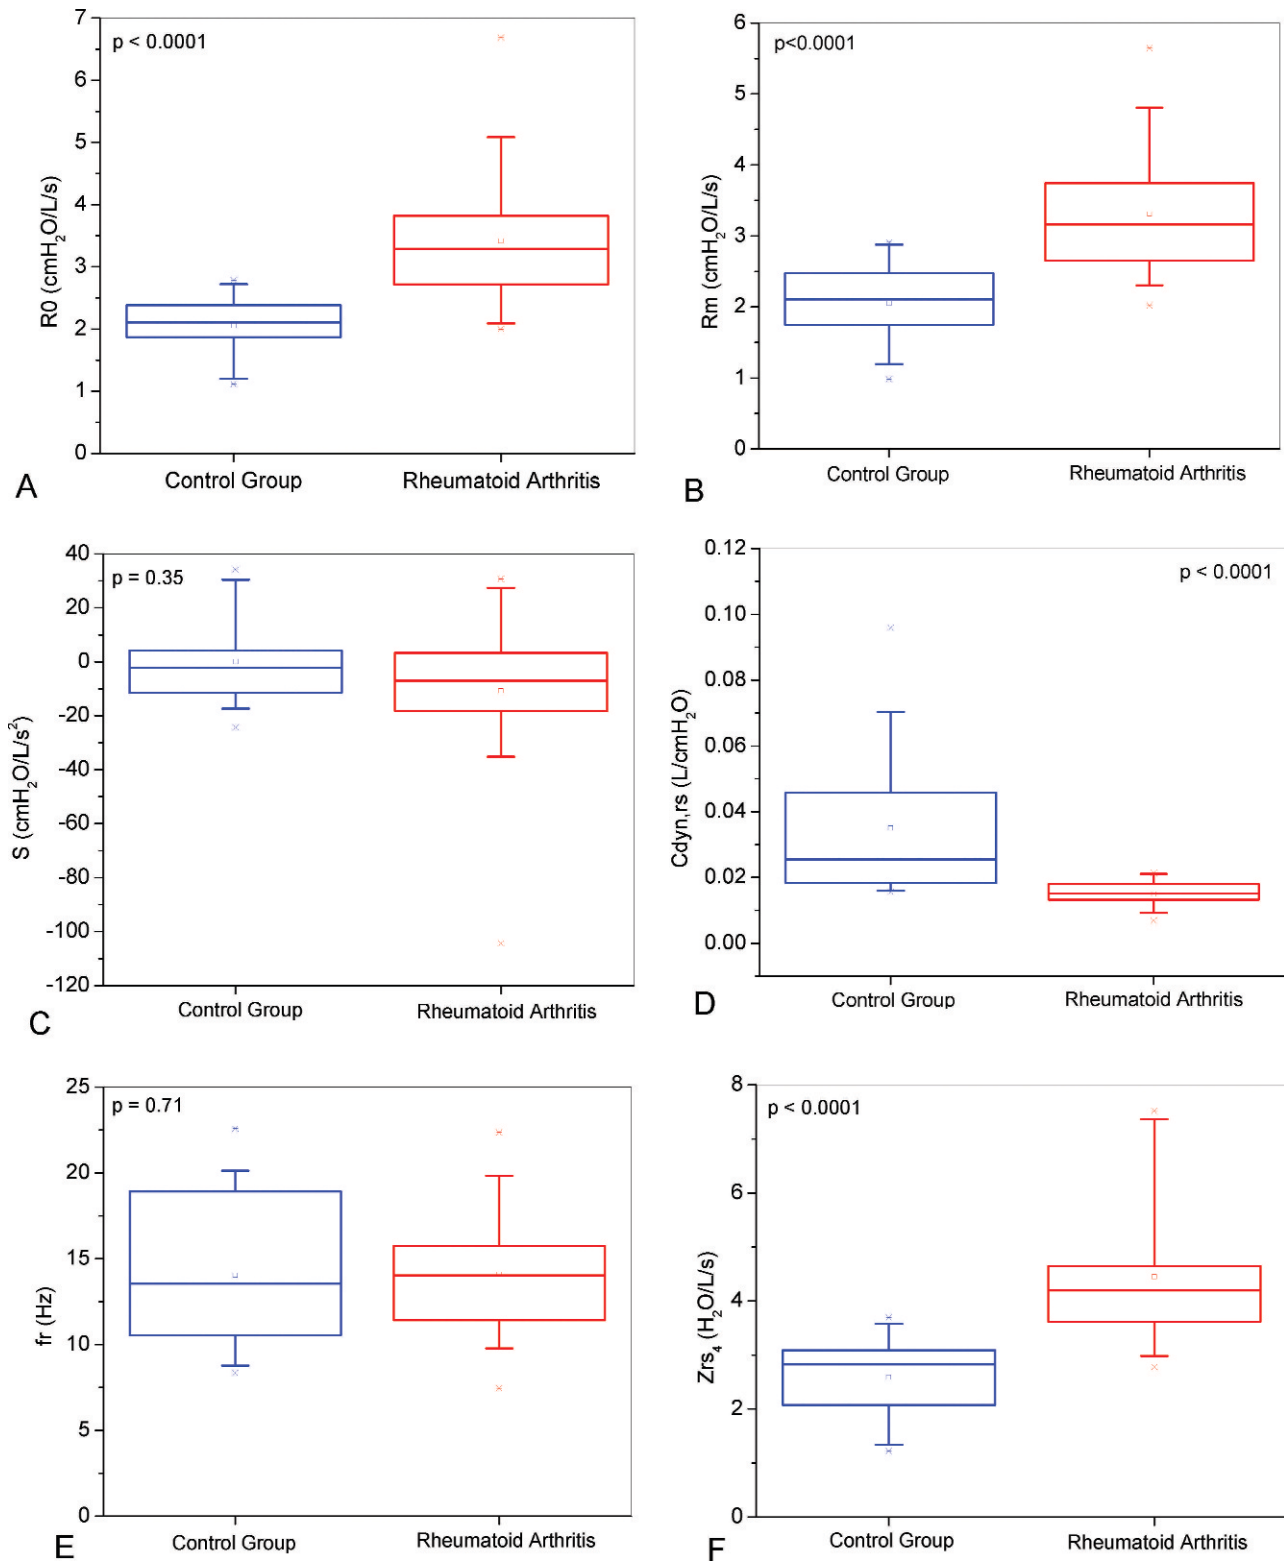 p < 0.0001
7
6
5
4
3
2
1
0
R0 (cmH₂O/L/s)
Control Group
Rheumatoid Arthritis
A
p<0.0001
6
5
4
3
2
1
0
Rm (cmH₂O/L/s)
Control Group
Rheumatoid Arthritis
B
p = 0.35
40
20
0
-20
-40
-60
-80
-100
-120
S (cmH₂O/L/s²)
Control Group
Rheumatoid Arthritis
C
p < 0.0001
0.12
0.10
0.08
0.06
0.04
0.02
0.00
Cdyn,rs (L/cmH₂O)
Control Group
Rheumatoid Arthritis
D
p = 0.71
25
20
15
10
5
0
fr (Hz)
Control Group
Rheumatoid Arthritis
E
p < 0.0001
8
6
4
2
0
Zrs₄ (H₂O/L/s)
Control Group
Rheumatoid Arthritis
F